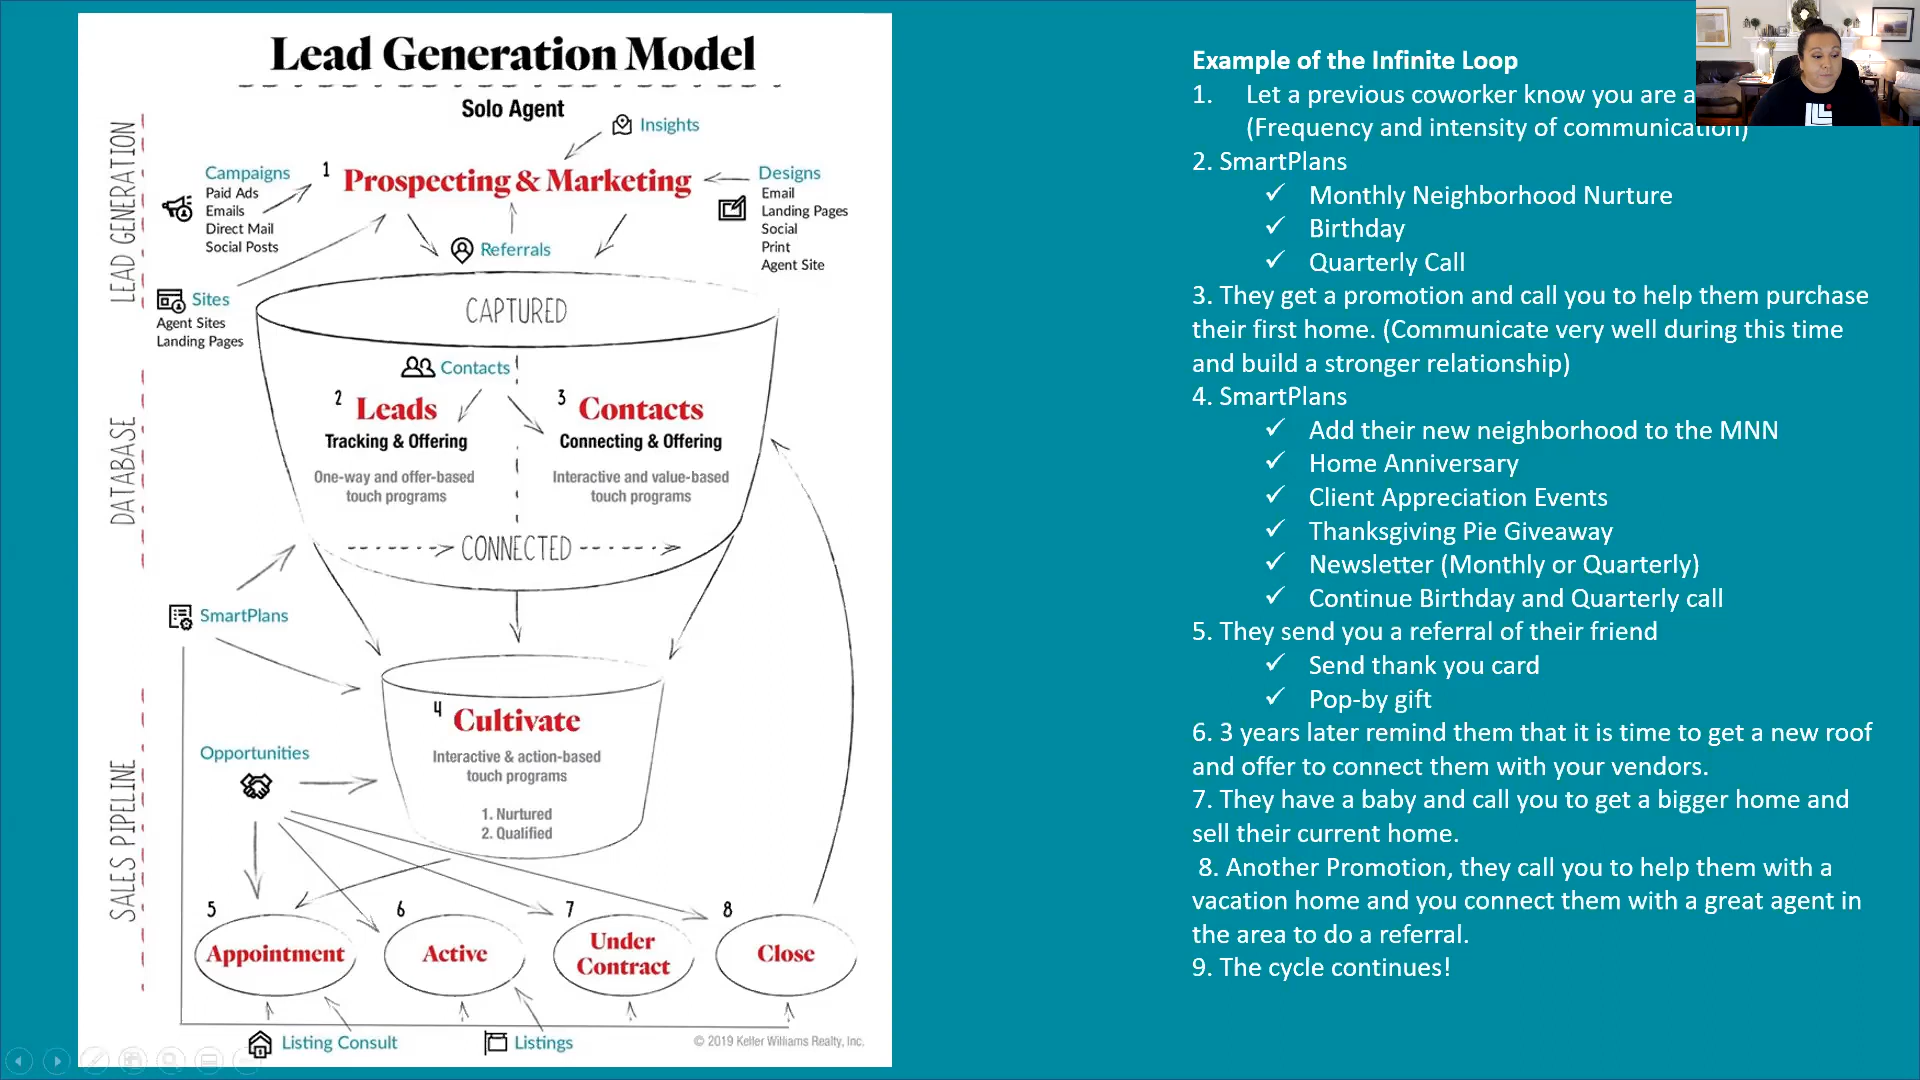 Lead Generation Model
Solo Agent
LEAD GENERATION
DATABASE
SALES PIPELINE
Insights
1 Prospecting & Marketing
Campaigns
Paid Ads
Emails
Direct Mail
Social Posts
Designs
Email
Landing Pages
Social
Print
Agent Site
Referrals
Sites
Agent Sites
Landing Pages
CAPTURED
Contacts
2 Leads
Tracking & Offering
One-way and offer-based
touch programs
3 Contacts
Connecting & Offering
Interactive and value-based
touch programs
CONNECTED
SmartPlans
4 Cultivate
Interactive & action-based
touch programs
1. Nurtured
2. Qualified
Opportunities
5 Appointment
6 Active
7 Under
Contract
8 Close
Listing Consult
Listings
© 2019 Keller Williams Realty, Inc.
Example of the Infinite Loop
1. Let a previous coworker know you are a
(Frequency and intensity of communication)
2. SmartPlans
✓ Monthly Neighborhood Nurture
✓ Birthday
✓ Quarterly Call
3. They get a promotion and call you to help them purchase
their first home. (Communicate very well during this time
and build a stronger relationship)
4. SmartPlans
✓ Add their new neighborhood to the MNN
✓ Home Anniversary
✓ Client Appreciation Events
✓ Thanksgiving Pie Giveaway
✓ Newsletter (Monthly or Quarterly)
✓ Continue Birthday and Quarterly call
5. They send you a referral of their friend
✓ Send thank you card
✓ Pop-by gift
6. 3 years later remind them that it is time to get a new roof
and offer to connect them with your vendors.
7. They have a baby and call you to get a bigger home and
sell their current home.
8. Another Promotion, they call you to help them with a
vacation home and you connect them with a great agent in
the area to do a referral.
9. The cycle continues!